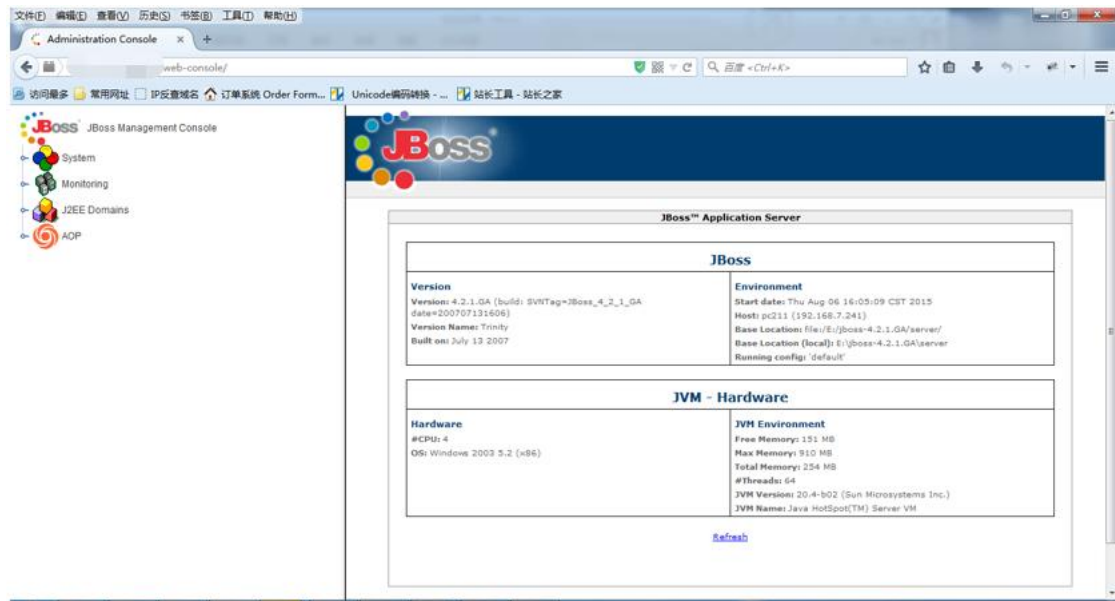 文件(F) 编辑(E) 查看(V) 历史(S) 书签(B) 工具(T) 帮助(H)
Administration Console × +
web-console/
百度 <Ctrl+K>
访问最多 常用网址 IP反查域名 订单系统 Order Form... Unicode编码转换 - ... 站长工具 - 站长之家
JBoss JBoss Management Console
System
Monitoring
J2EE Domains
AOP
JBoss
JBoss™ Application Server
JBoss
Version
Version: 4.2.1.GA (build: SVNTag=JBoss_4_2_1_GA
date=200707131606)
Version Name: Trinity
Built on: July 13 2007
Environment
Start date: Thu Aug 06 16:05:09 CST 2015
Host: pc211 (192.168.7.241)
Base Location: file:/E:/jboss-4.2.1.GA/server/
Base Location (local): E:\jboss-4.2.1.GA\server
Running config: 'default'
JVM - Hardware
Hardware
#CPU: 4
OS: Windows 2003 5.2 (x86)
JVM Environment
Free Memory: 151 MB
Max Memory: 910 MB
Total Memory: 254 MB
#Threads: 64
JVM Version: 20.4-b02 (Sun Microsystems Inc.)
JVM Name: Java HotSpot(TM) Server VM
Refresh